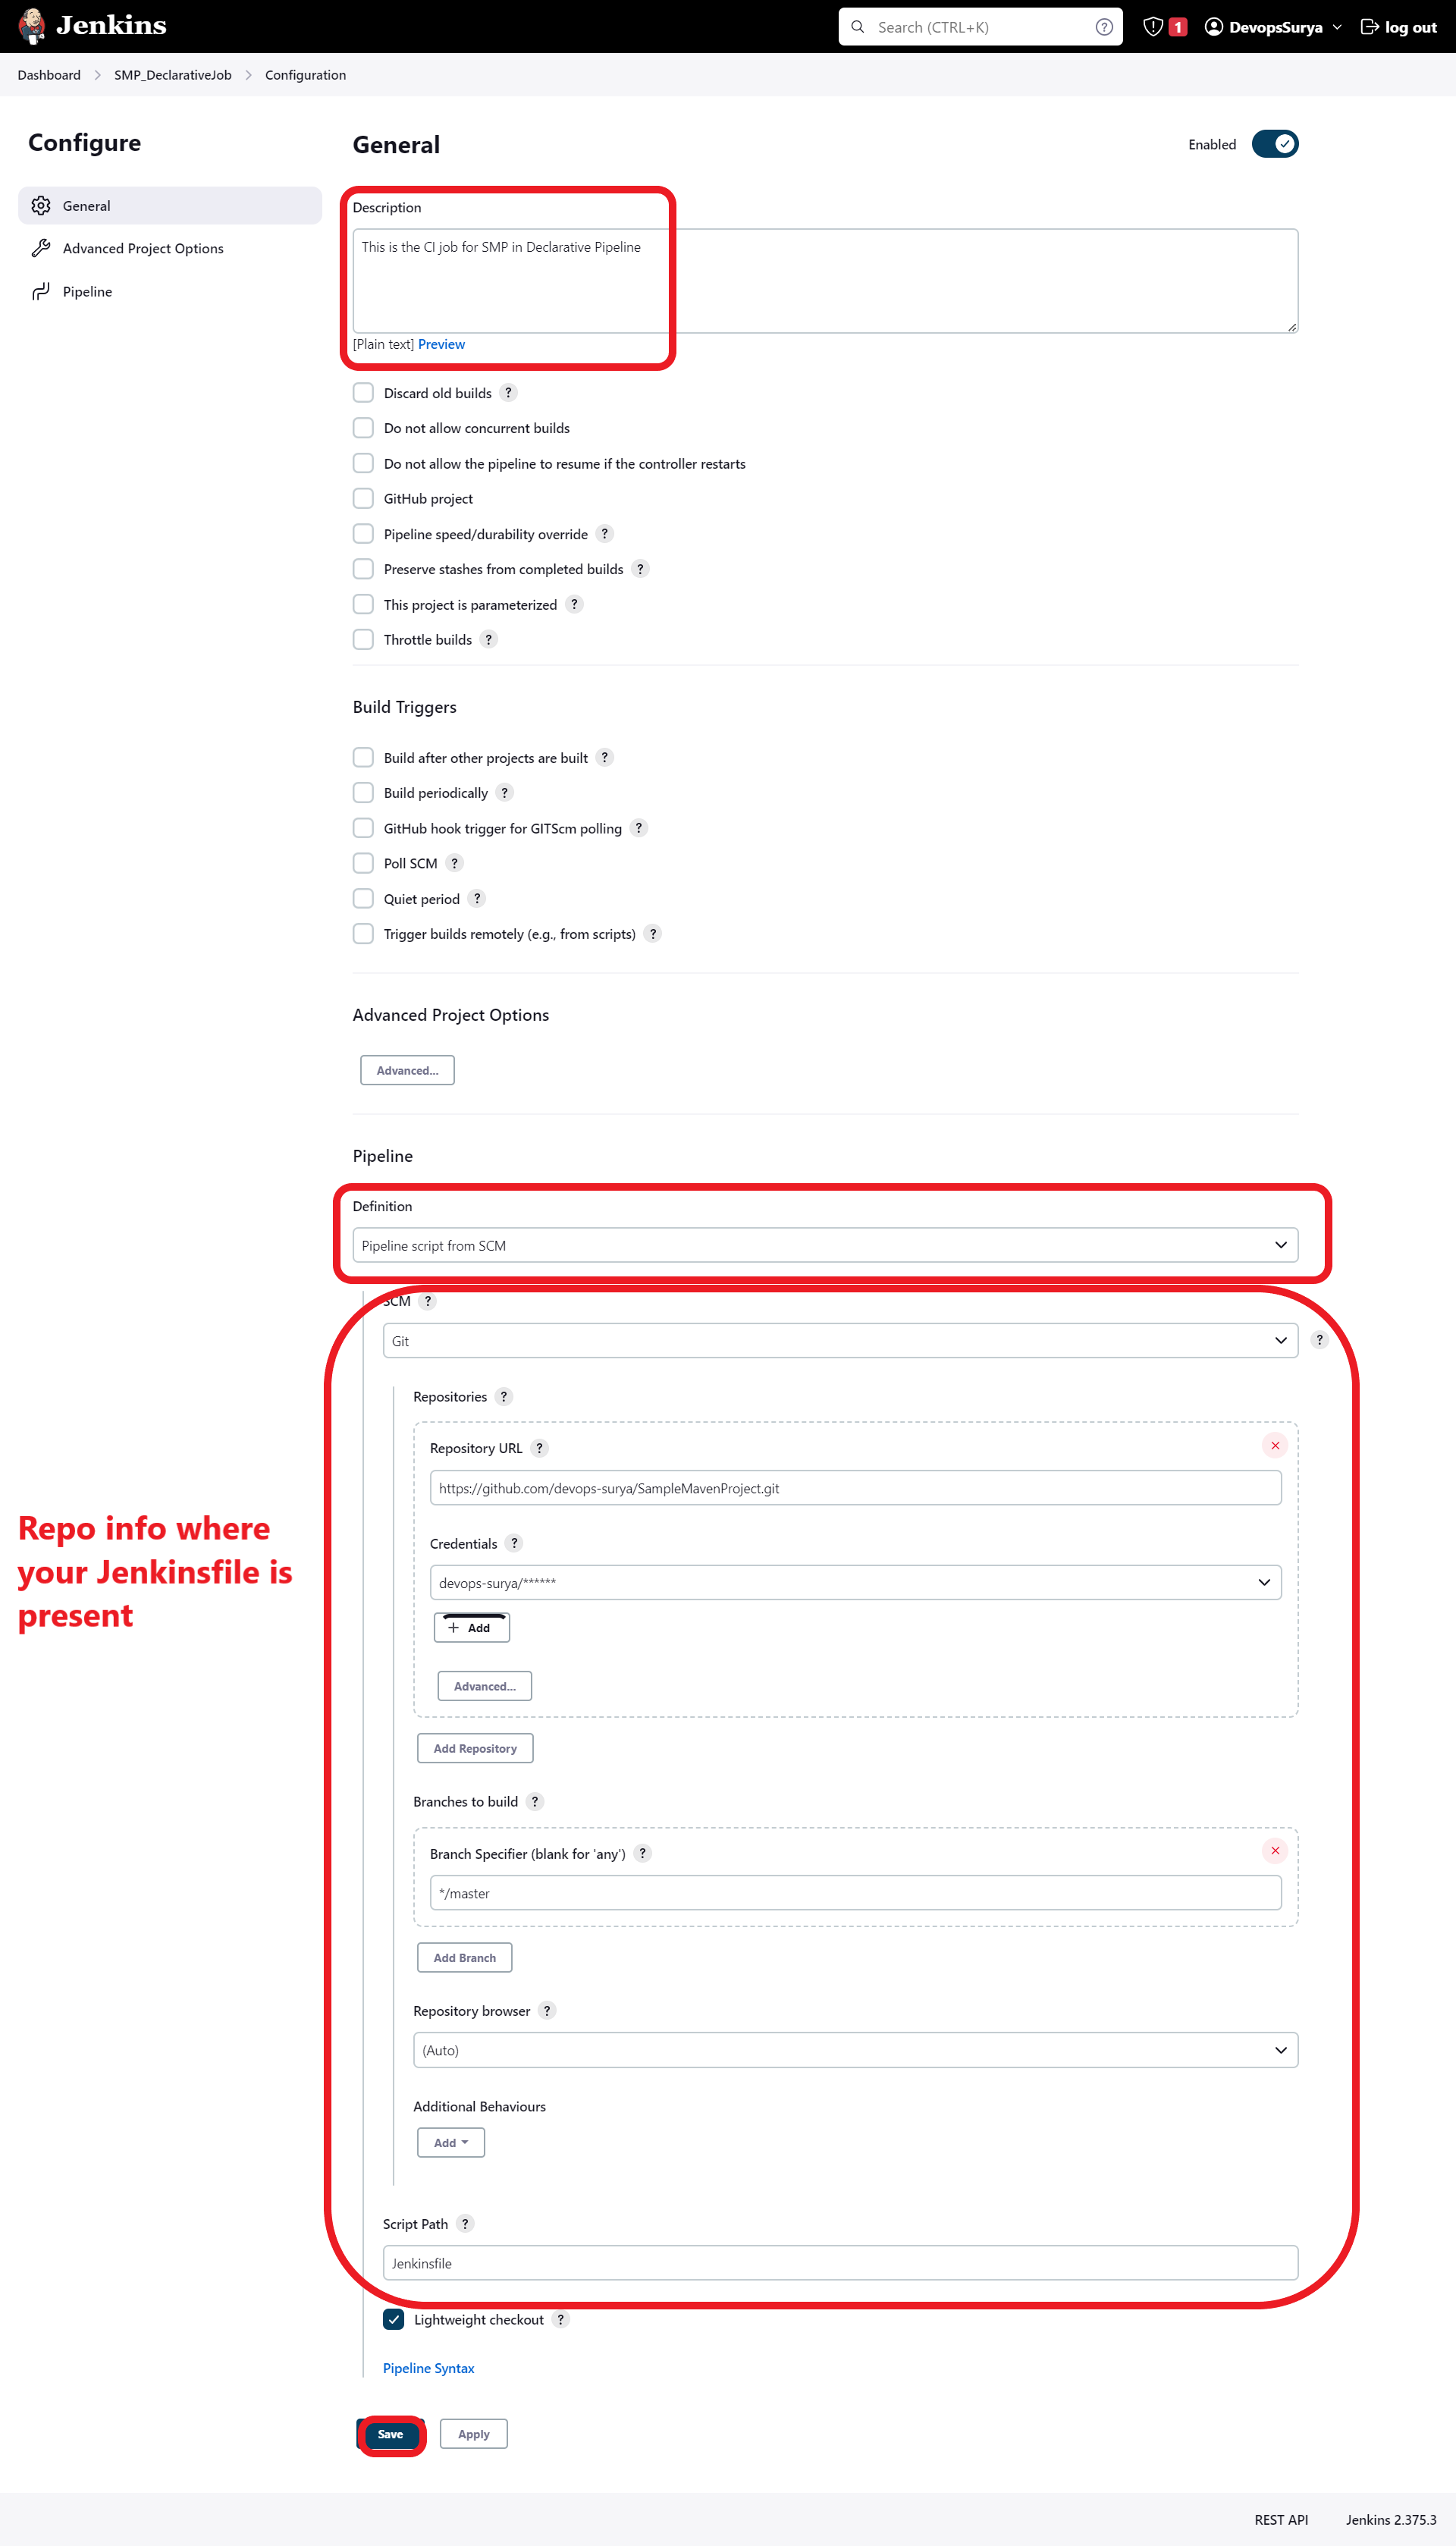 Jenkins
Search (CTRL+K)
?
1
DevopsSurya
log out
Dashboard
SMP_DeclarativeJob
Configuration
Configure
General
Advanced Project Options
Pipeline
General
Enabled
Description
This is the CI job for SMP in Declarative Pipeline
[Plain text] Preview
Discard old builds ?
Do not allow concurrent builds
Do not allow the pipeline to resume if the controller restarts
GitHub project
Pipeline speed/durability override ?
Preserve stashes from completed builds ?
This project is parameterized ?
Throttle builds ?
Build Triggers
Build after other projects are built ?
Build periodically ?
GitHub hook trigger for GITScm polling ?
Poll SCM ?
Quiet period ?
Trigger builds remotely (e.g., from scripts) ?
Advanced Project Options
Advanced...
Pipeline
Definition
Pipeline script from SCM
SCM ?
Git
?
Repositories ?
Repository URL ?
https://github.com/devops-surya/SampleMavenProject.git
Credentials ?
devops-surya/******
+ Add
Advanced...
Add Repository
Repo info where
your Jenkinsfile is
present
Branches to build ?
Branch Specifier (blank for 'any') ?
*/master
Add Branch
Repository browser ?
(Auto)
Additional Behaviours
Add
Script Path ?
Jenkinsfile
Lightweight checkout ?
Pipeline Syntax
Save
Apply
REST API
Jenkins 2.375.3